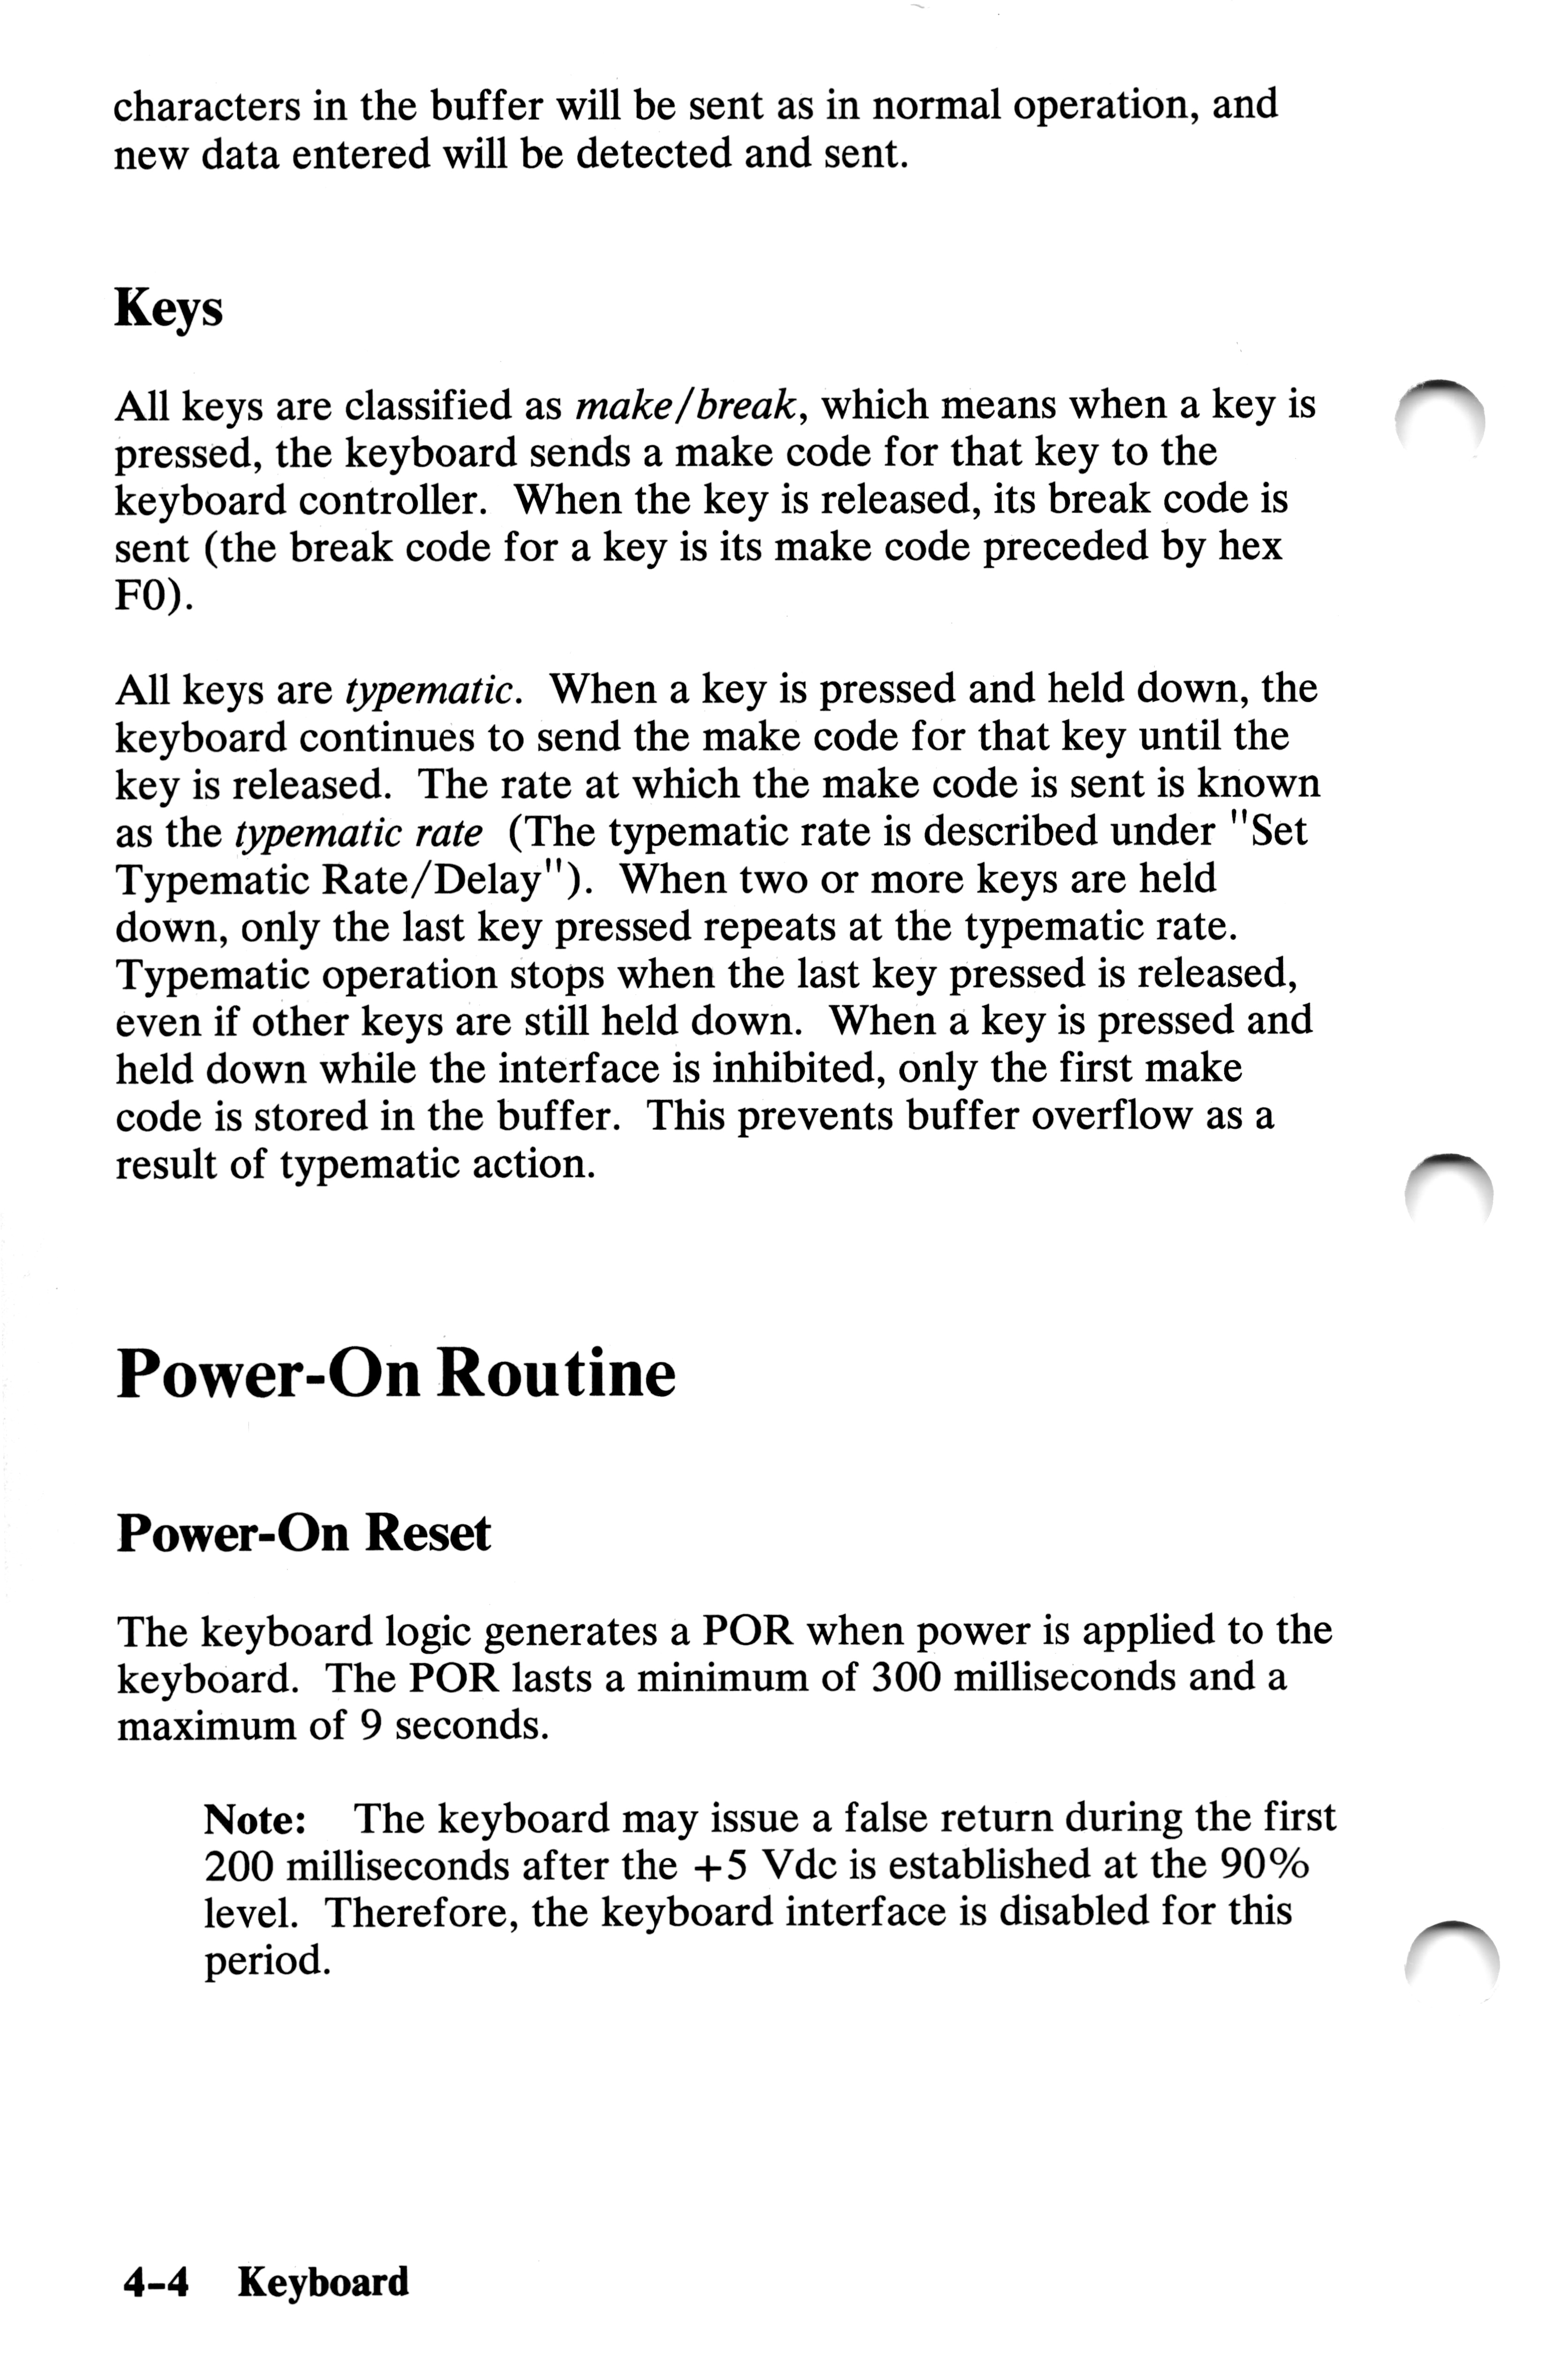 characters in the buffer will be sent as in normal operation, and
new data entered will be detected and sent.
Keys
All keys are classified as make/break, which means when a key is
pressed, the keyboard sends a make code for that key to the
keyboard controller. When the key is released, its break code is
sent (the break code for a key is its make code preceded by hex
F0).
All keys are typematic. When a key is pressed and held down, the
keyboard continues to send the make code for that key until the
key is released. The rate at which the make code is sent is known
as the typematic rate (The typematic rate is described under "Set
Typematic Rate/Delay"). When two or more keys are held
down, only the last key pressed repeats at the typematic rate.
Typematic operation stops when the last key pressed is released,
even if other keys are still held down. When a key is pressed and
held down while the interface is inhibited, only the first make
code is stored in the buffer. This prevents buffer overflow as a
result of typematic action.
Power-On Routine
Power-On Reset
The keyboard logic generates a POR when power is applied to the
keyboard. The POR lasts a minimum of 300 milliseconds and a
maximum of 9 seconds.
Note: The keyboard may issue a false return during the first
200 milliseconds after the +5 Vdc is established at the 90%
level. Therefore, the keyboard interface is disabled for this
period.
4-4 Keyboard